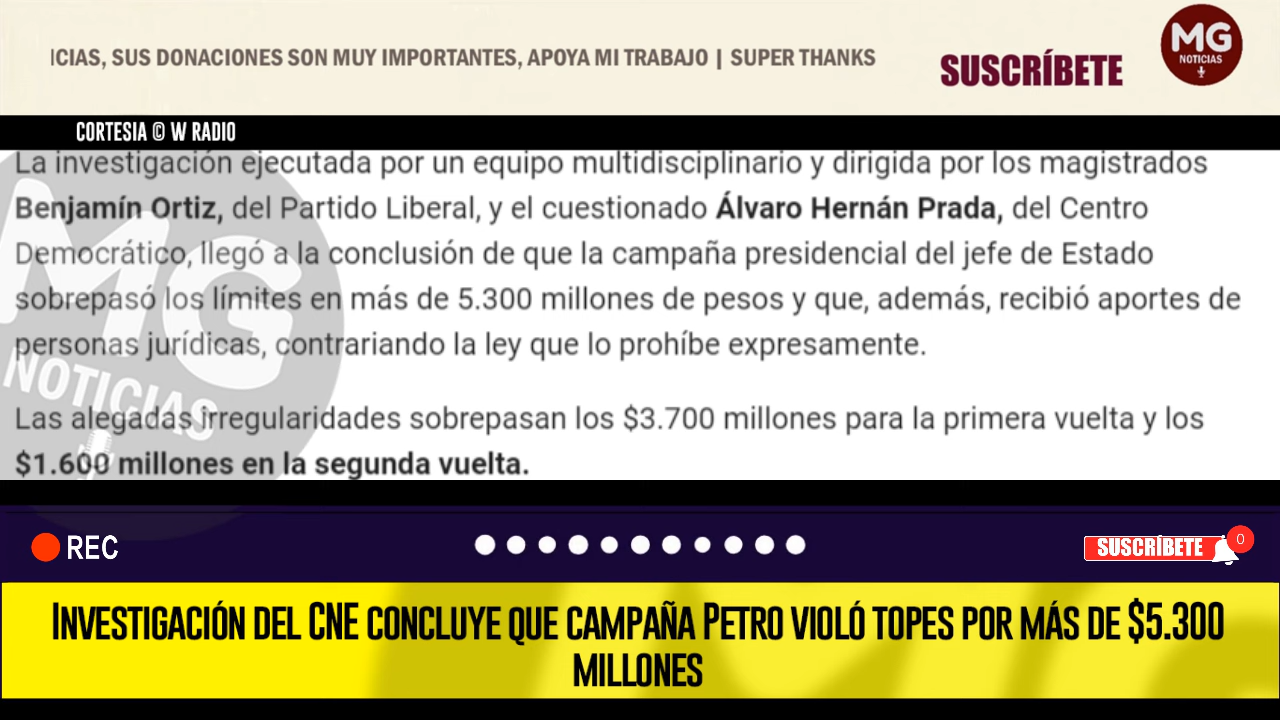 ICIAS, SUS DONACIONES SON MUY IMPORTANTES, APOYA MI TRABAJO | SUPER THANKS
SUSCRÍBETE
MG
NOTICIAS
CORTESIA © W RADIO
La investigación ejecutada por un equipo multidisciplinario y dirigida por los magistrados
Benjamín Ortiz, del Partido Liberal, y el cuestionado Álvaro Hernán Prada, del Centro
Democrático, llegó a la conclusión de que la campaña presidencial del jefe de Estado
sobrepasó los límites en más de 5.300 millones de pesos y que, además, recibió aportes de
personas jurídicas, contrariando la ley que lo prohíbe expresamente.
Las alegadas irregularidades sobrepasan los $3.700 millones para la primera vuelta y los
$1.600 millones en la segunda vuelta.
MG
NOTICIAS
REC
SUSCRÍBETE
0
INVESTIGACIÓN DEL CNE CONCLUYE QUE CAMPAÑA PETRO VIOLÓ TOPES POR MÁS DE $5.300
MILLONES